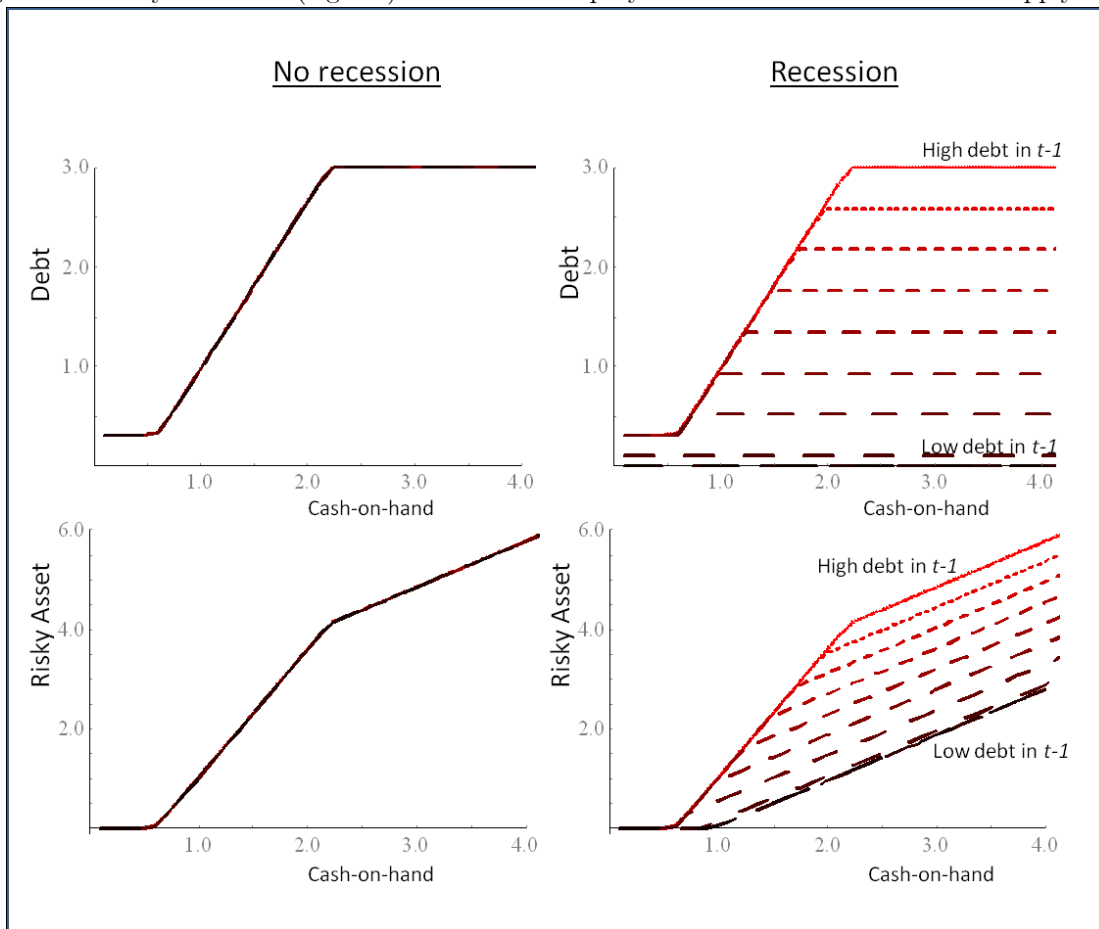 No recession
Recession
High debt in t-1
3.0
2.0
1.0
Debt
1.0 2.0 3.0 4.0
Cash-on-hand
3.0
2.0
1.0
Debt
Low debt in t-1
1.0 2.0 3.0 4.0
Cash-on-hand
6.0
4.0
2.0
Risky Asset
1.0 2.0 3.0 4.0
Cash-on-hand
6.0
4.0
2.0
Risky Asset
High debt in t-1
Low debt in t-1
1.0 2.0 3.0 4.0
Cash-on-hand